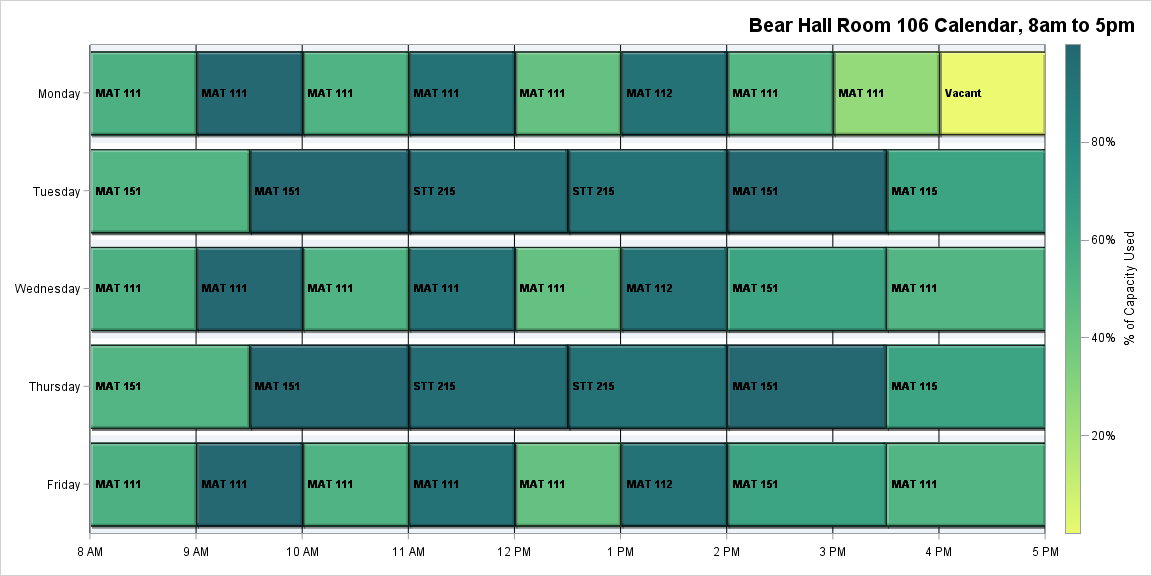 Bear Hall Room 106 Calendar, 8am to 5pm
Monday MAT 111 MAT 111 MAT 111 MAT 111 MAT 111 MAT 112 MAT 111 MAT 111 Vacant
Tuesday MAT 151 MAT 151 STT 215 STT 215 MAT 151 MAT 115
Wednesday MAT 111 MAT 111 MAT 111 MAT 111 MAT 111 MAT 112 MAT 151 MAT 111
Thursday MAT 151 MAT 151 STT 215 STT 215 MAT 151 MAT 115
Friday MAT 111 MAT 111 MAT 111 MAT 111 MAT 111 MAT 112 MAT 151 MAT 111
8 AM 9 AM 10 AM 11 AM 12 PM 1 PM 2 PM 3 PM 4 PM 5 PM
80%
60%
40%
20%
% of Capacity Used